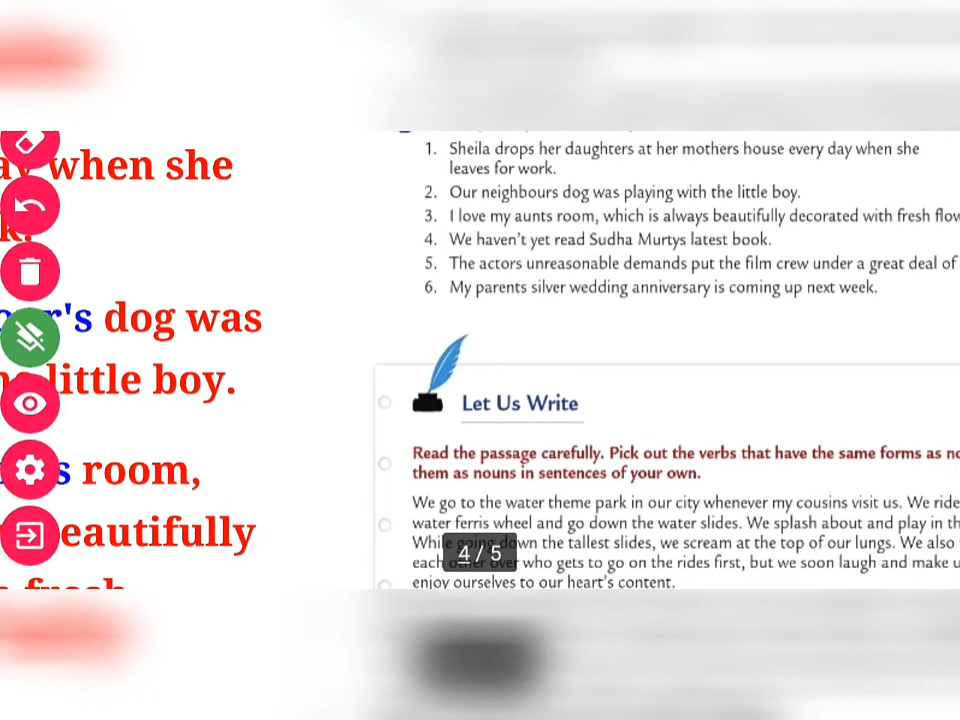 when she
k.
r's dog was
little boy.
s room,
eautifully
fresh
1. Sheila drops her daughters at her mothers house every day when she
leaves for work.
2. Our neighbours dog was playing with the little boy.
3. I love my aunts room, which is always beautifully decorated with fresh flow
4. We haven't yet read Sudha Murtys latest book.
5. The actors unreasonable demands put the film crew under a great deal of
6. My parents silver wedding anniversary is coming up next week.
Let Us Write
Read the passage carefully. Pick out the verbs that have the same forms as no
them as nouns in sentences of your own.
We go to the water theme park in our city whenever my cousins visit us. We ride
water ferris wheel and go down the water slides. We splash about and play in th
While going down the tallest slides, we scream at the top of our lungs. We also
each other over who gets to go on the rides first, but we soon laugh and make u
enjoy ourselves to our heart's content.
4 / 5